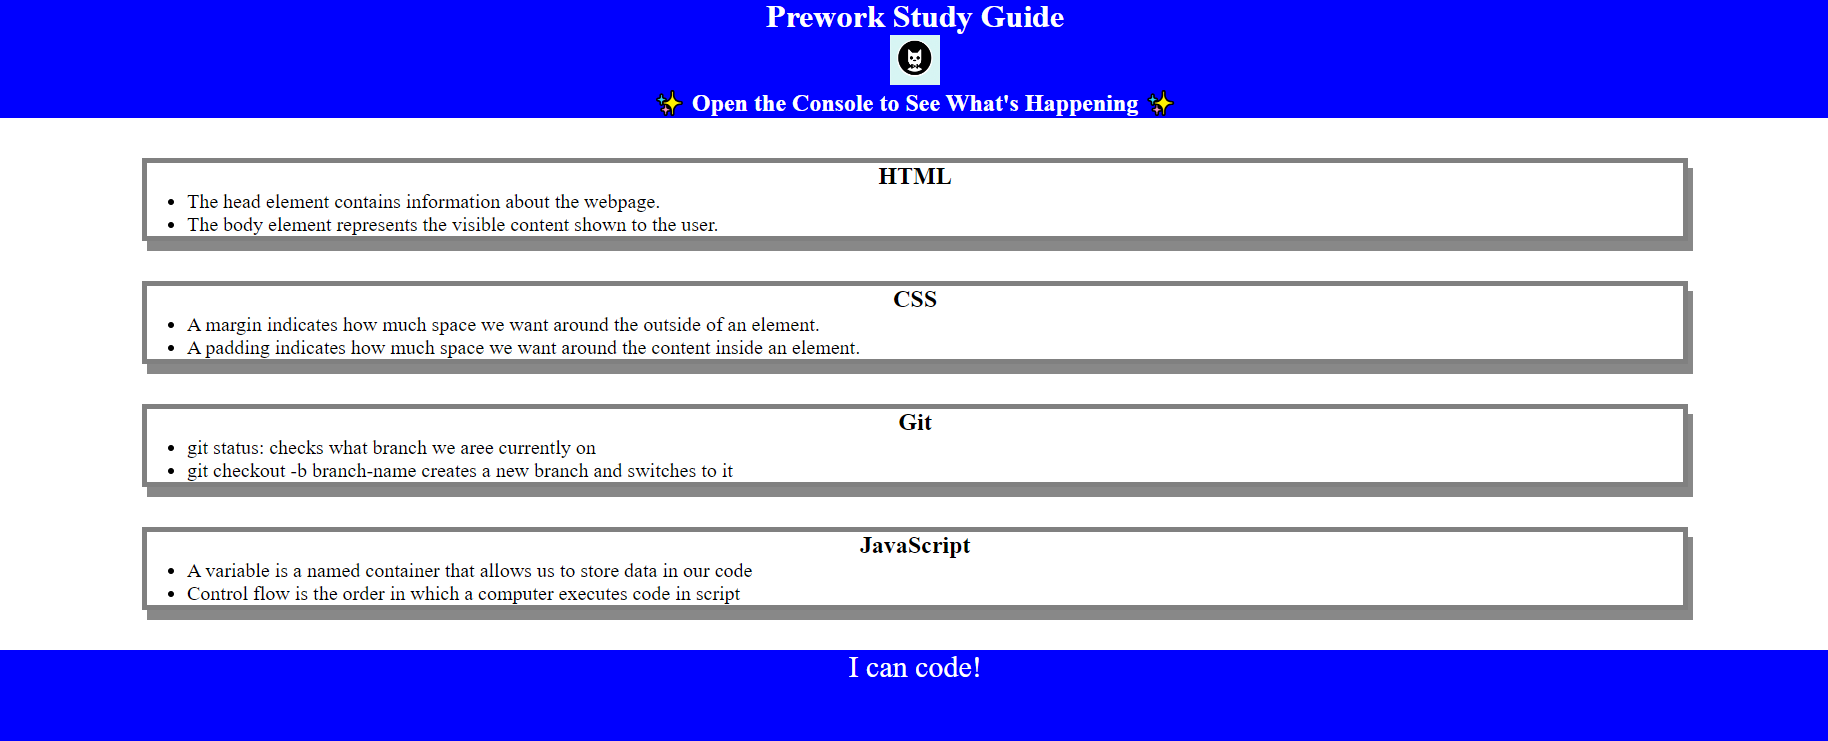 Prework Study Guide
✨ Open the Console to See What's Happening ✨
HTML
• The head element contains information about the webpage.
• The body element represents the visible content shown to the user.
CSS
• A margin indicates how much space we want around the outside of an element.
• A padding indicates how much space we want around the content inside an element.
Git
• git status: checks what branch we aree currently on
• git checkout -b branch-name creates a new branch and switches to it
JavaScript
• A variable is a named container that allows us to store data in our code
• Control flow is the order in which a computer executes code in script
I can code!